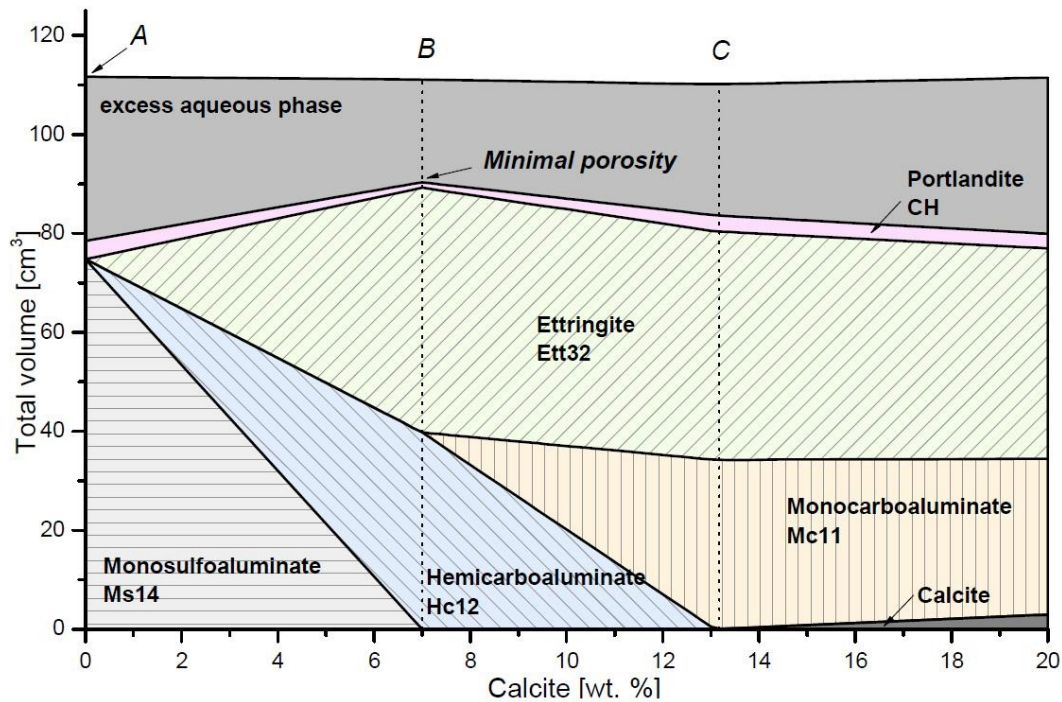 A
B
C
120
100
80
60
40
20
0
Total volume [cm³]
excess aqueous phase
Minimal porosity
Portlandite
CH
Ettringite
Ett32
Monocarboaluminate
Mc11
Monosulfoaluminate
Ms14
Hemicarboaluminate
Hc12
Calcite
0 2 4 6 8 10 12 14 16 18 20
Calcite [wt. %]